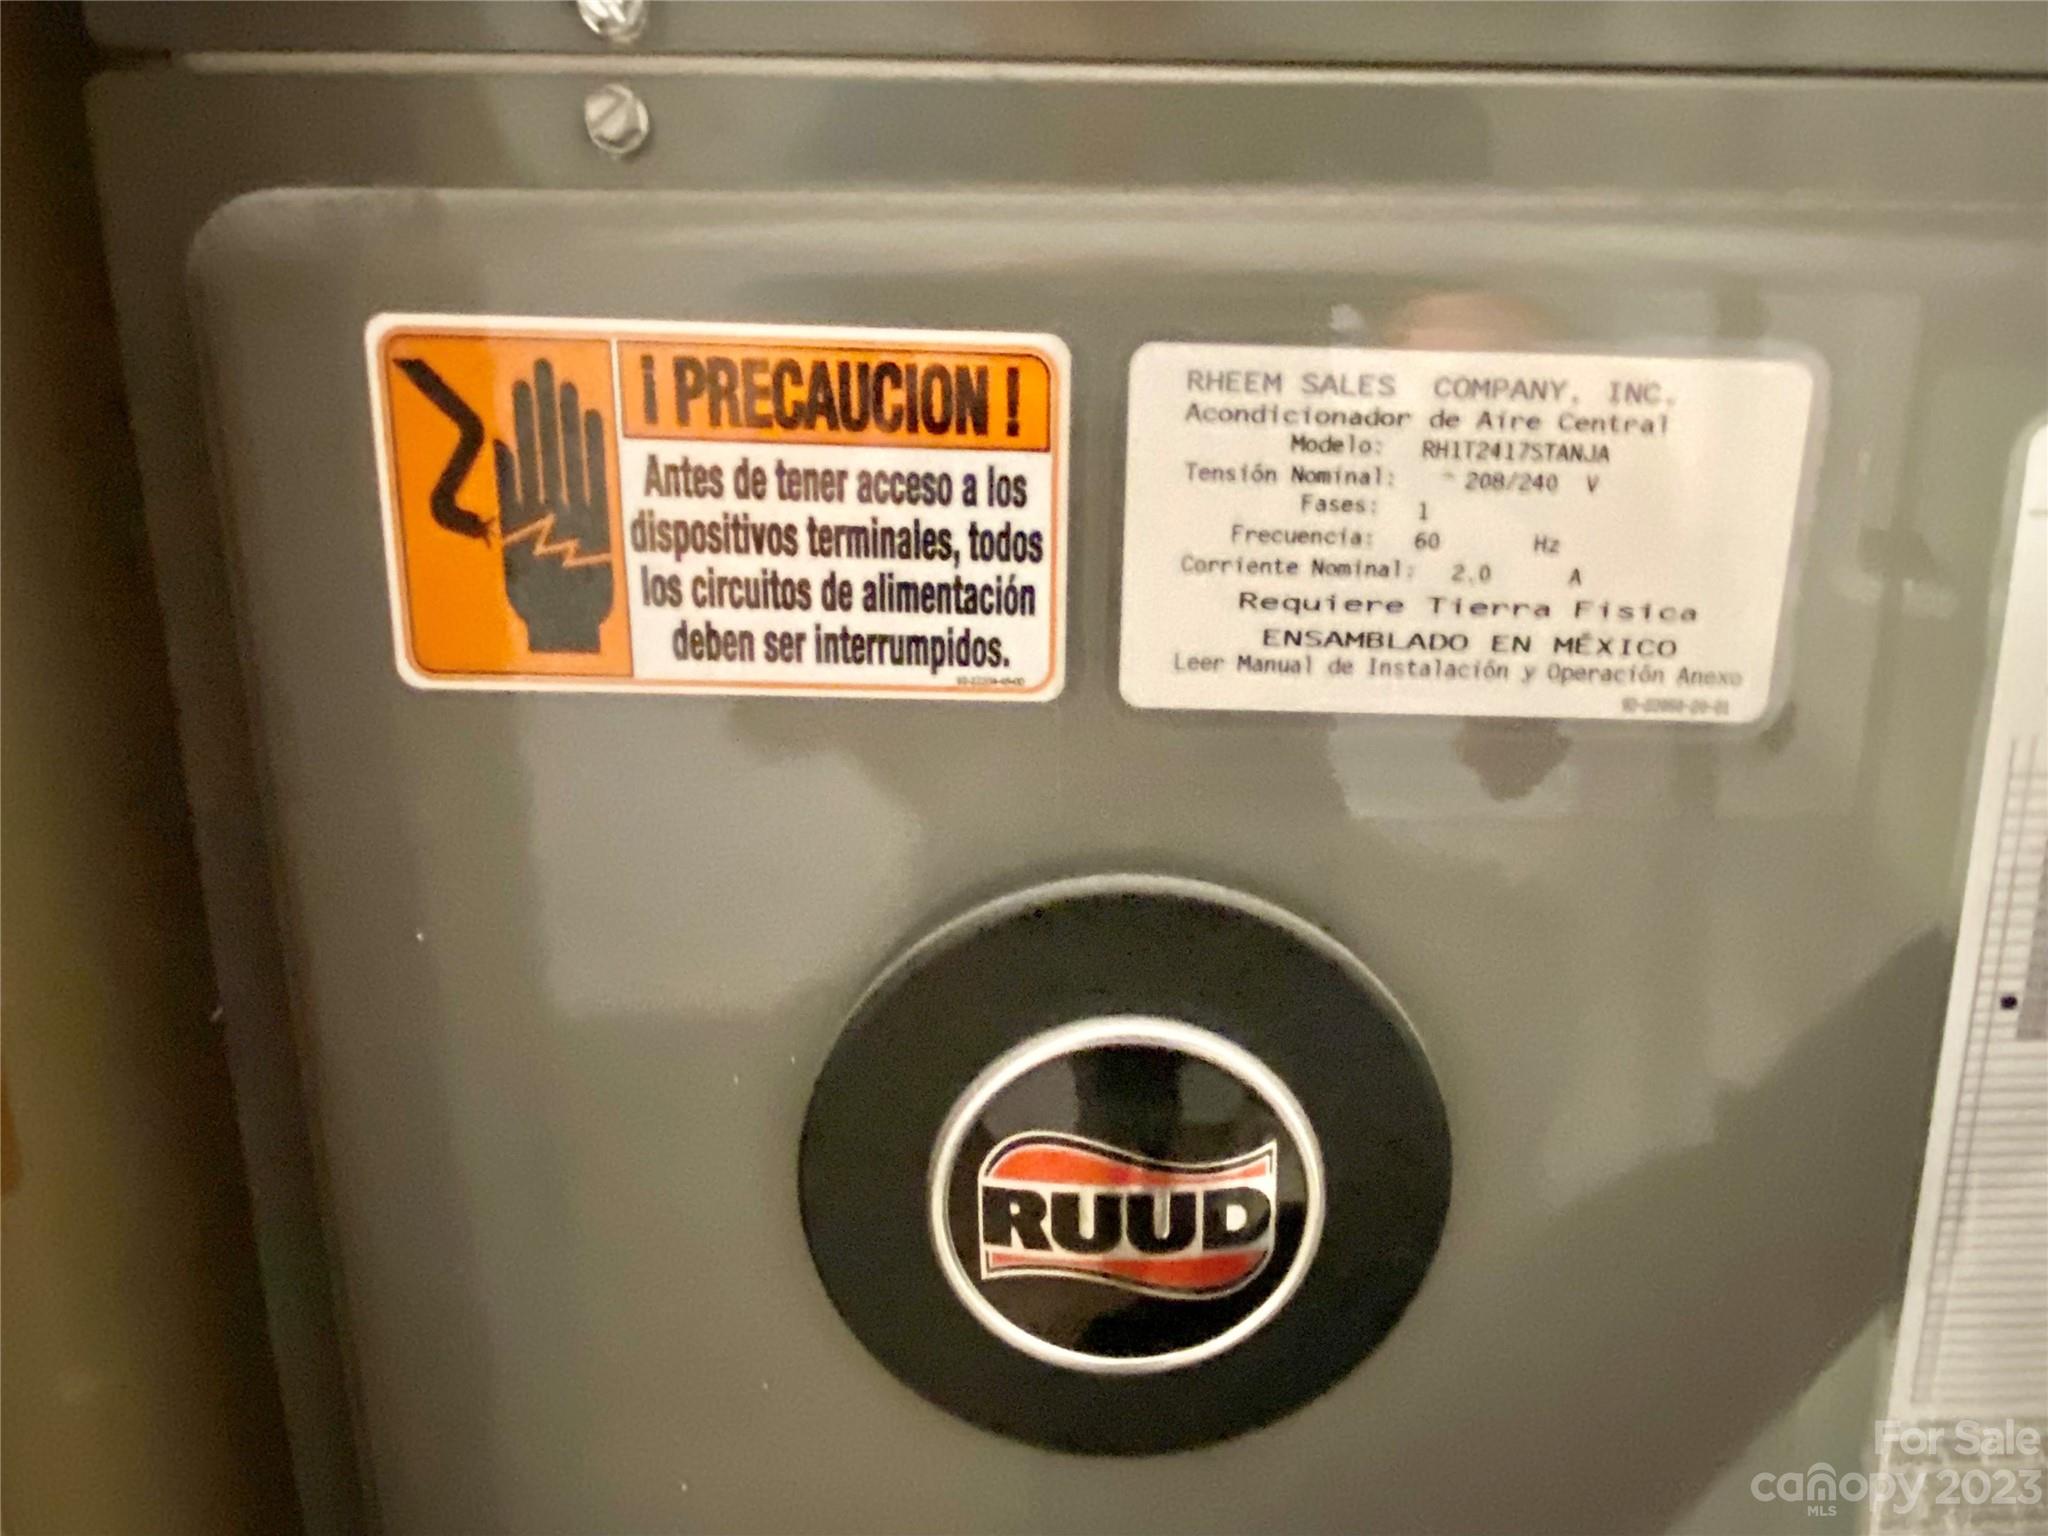 ¡ PRECAUCION !
Antes de tener acceso a los
dispositivos terminales, todos
los circuitos de alimentación
deben ser interrumpidos.
RHEEM SALES COMPANY, INC.
Acondicionador de Aire Central
Modelo: RH1T2417STANJA
Tensión Nominal: ~ 208/240 V
Fases: 1
Frecuencia: 60 Hz
Corriente Nominal: 2.0 A
Requiere Tierra Física
ENSAMBLADO EN MÉXICO
Leer Manual de Instalación y Operación Anexo
RUUD
For Sale
canopy 2023
MLS